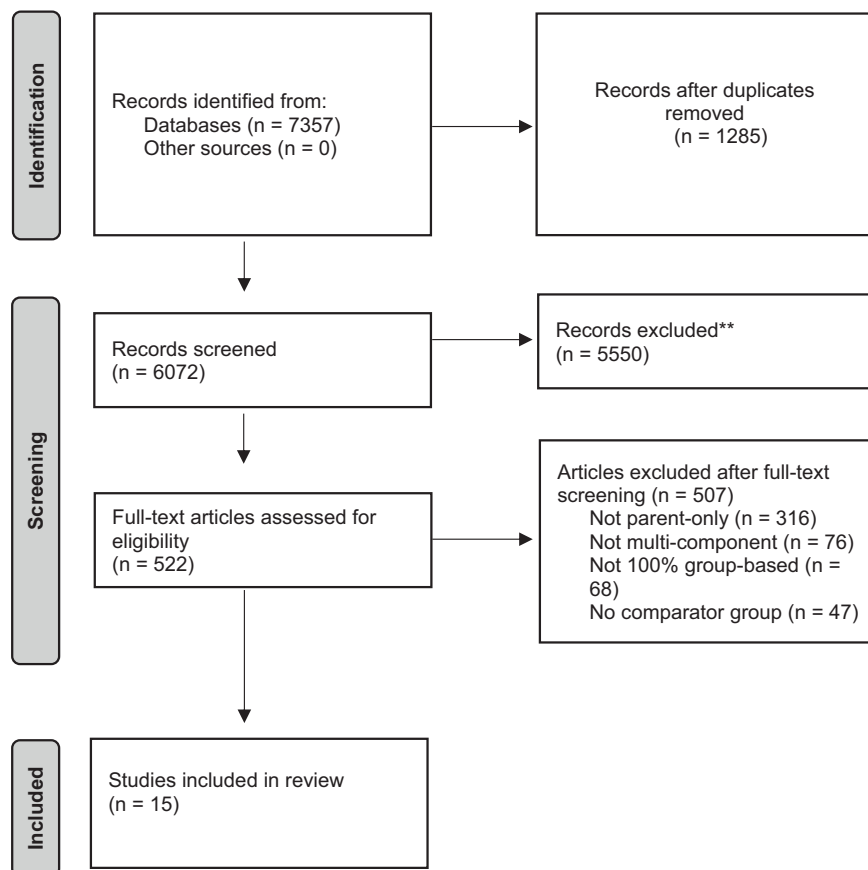 Identification
Records identified from:
Databases (n = 7357)
Other sources (n = 0)
Records after duplicates
removed
(n = 1285)
Screening
Records screened
(n = 6072)
Records excluded**
(n = 5550)
Full-text articles assessed for
eligibility
(n = 522)
Articles excluded after full-text
screening (n = 507)
Not parent-only (n = 316)
Not multi-component (n = 76)
Not 100% group-based (n =
68)
No comparator group (n = 47)
Included
Studies included in review
(n = 15)